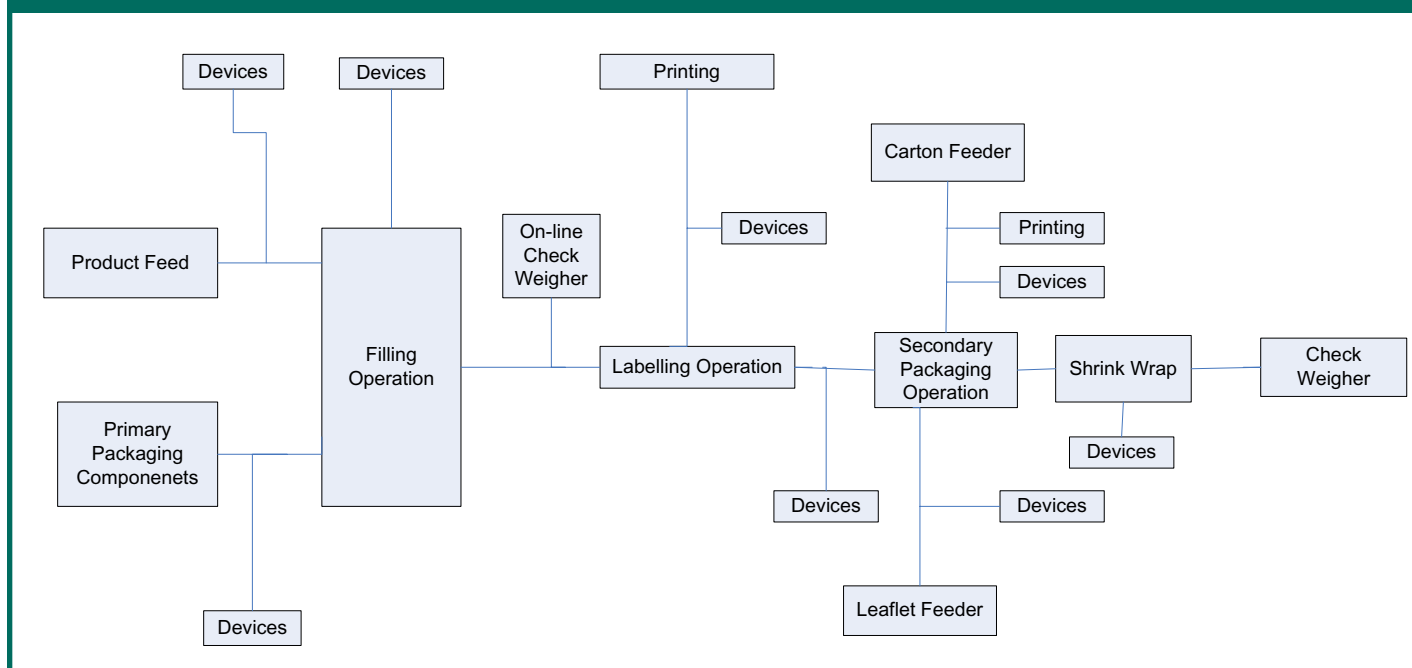 Devices
Devices
Printing
Carton Feeder
On-line
Check
Weigher
Devices
Printing
Product Feed
Devices
Filling
Operation
Labelling Operation
Secondary
Packaging
Operation
Shrink Wrap
Check
Weigher
Primary
Packaging
Componenets
Devices
Devices
Devices
Leaflet Feeder
Devices